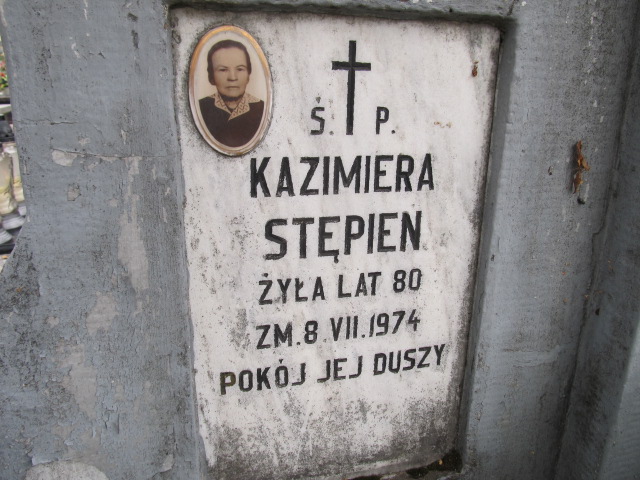 Ś. P.
KAZIMIERA
STĘPIEN
ŻYŁA LAT 80
ZM. 8 VII. 1974
POKÓJ JEJ DUSZY